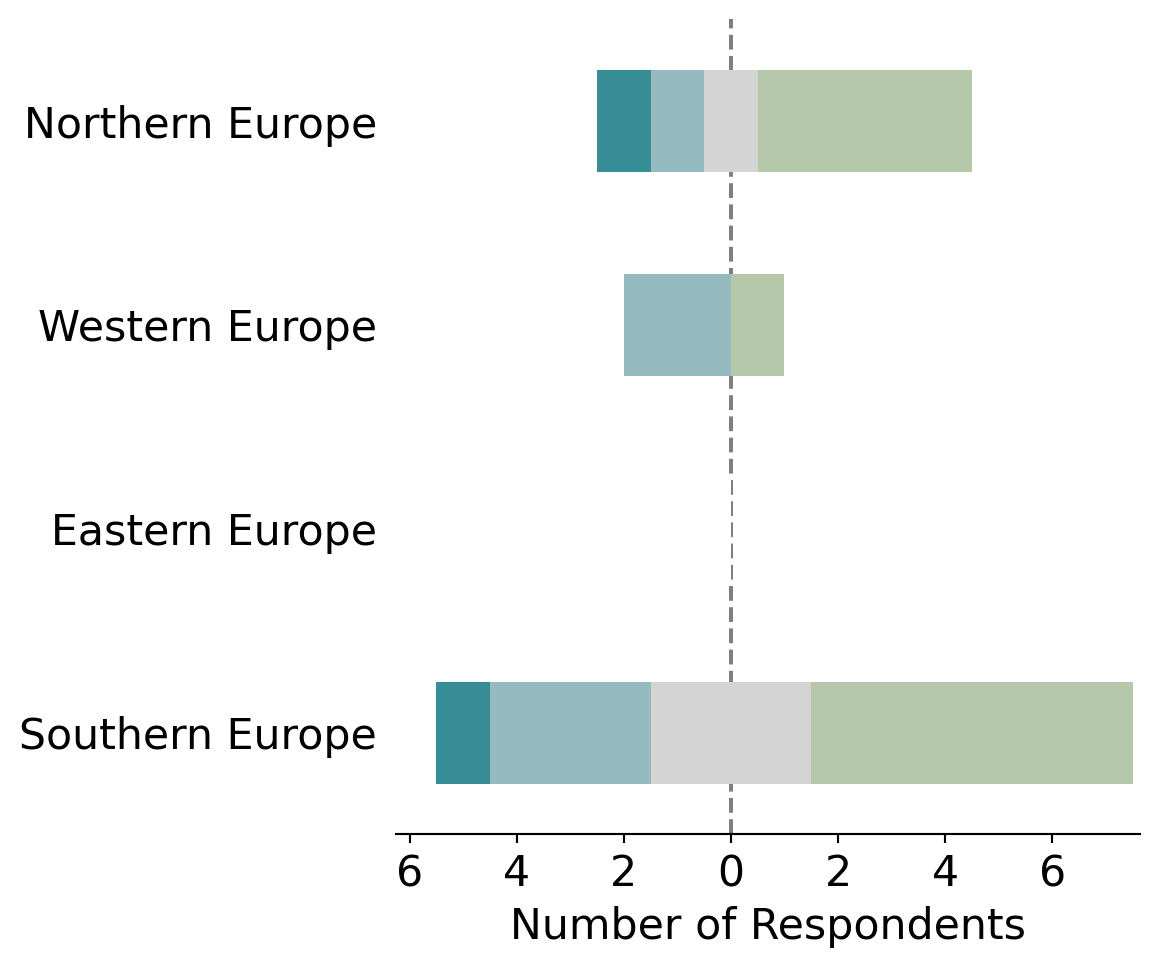 Northern Europe
Western Europe
Eastern Europe
Southern Europe
6 4 2 0 2 4 6
Number of Respondents